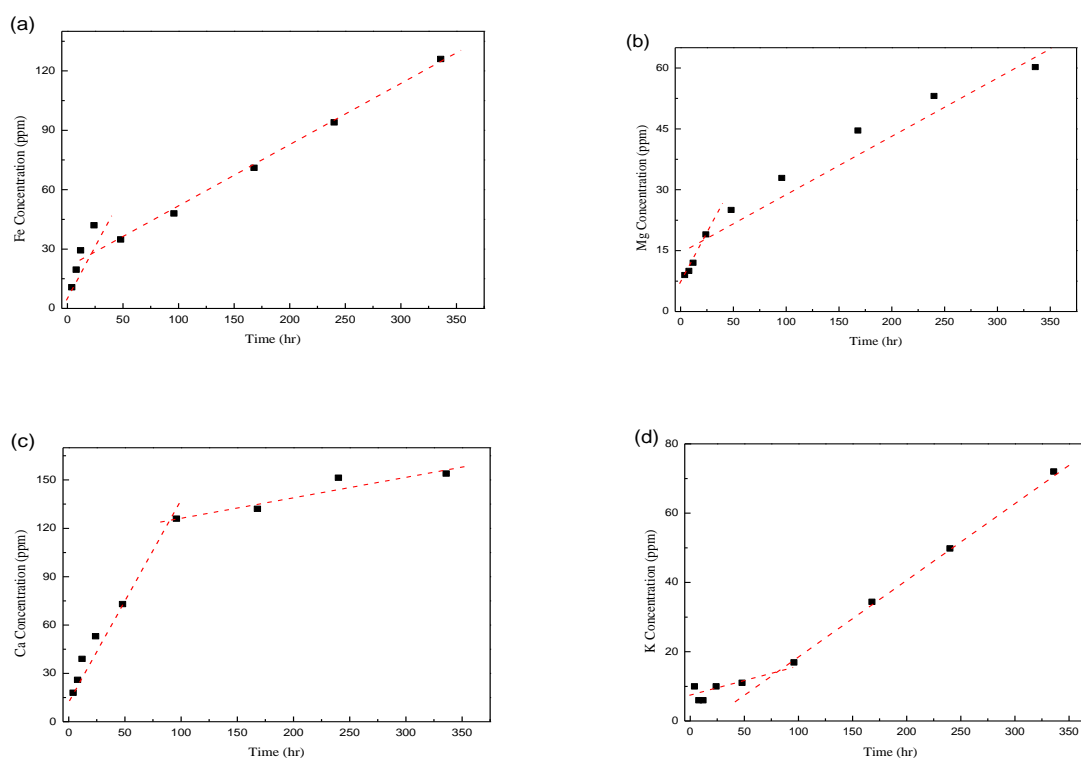 (a)
Fe Concentration (ppm)
120
90
60
30
0
0 50 100 150 200 250 300 350
Time (hr)
(b)
Mg Concentration (ppm)
60
45
30
15
0
0 50 100 150 200 250 300 350
Time (hr)
(c)
Ca Concentration (ppm)
150
120
90
60
30
0
0 50 100 150 200 250 300 350
Time (hr)
(d)
K Concentration (ppm)
80
60
40
20
0
0 50 100 150 200 250 300 350
Time (hr)